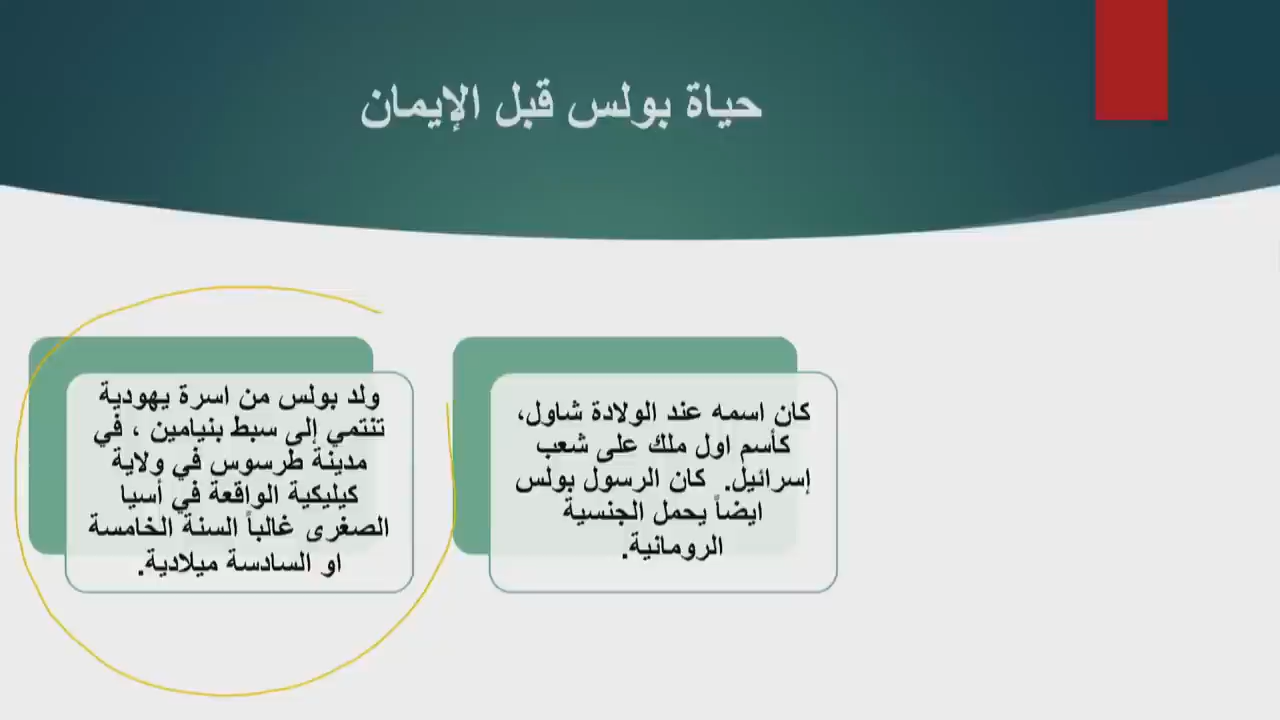 حياة بولس قبل الإيمان
كان اسمه عند الولادة شاول،
كأسم اول ملك على شعب
إسرائيل. كان الرسول بولس
ايضاً يحمل الجنسية
الرومانية.
ولد بولس من اسرة يهودية
تنتمي إلى سبط بنيامين ، في
مدينة طرسوس في ولاية
كيليكية الواقعة في أسيا
الصغرى غالباً السنة الخامسة
او السادسة ميلادية.